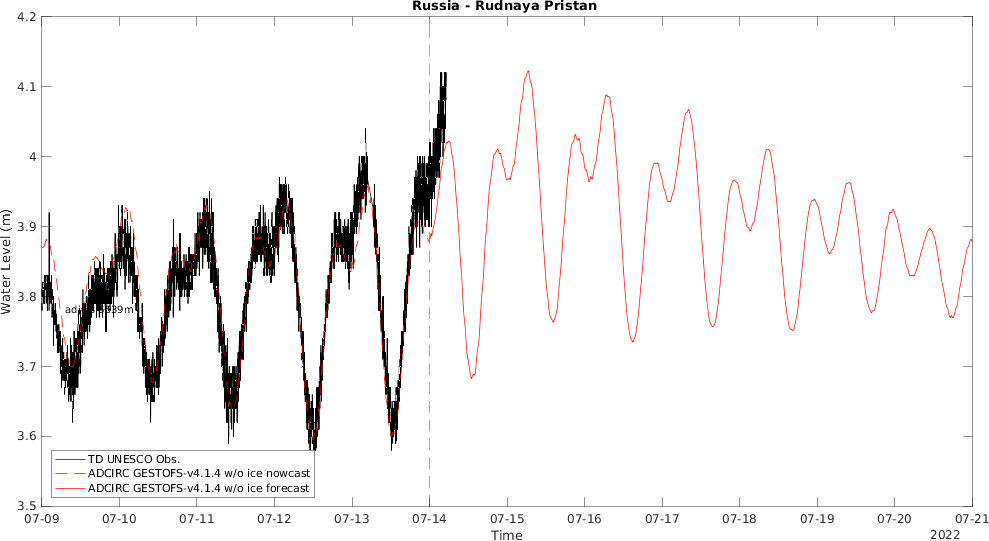 Russia - Rudnaya Pristan
4.2
4.1
4
3.9
3.8
3.7
3.6
3.5
Water Level (m)
TD UNESCO Obs.
ADCIRC GESTOFS-v4.1.4 w/o ice nowcast
ADCIRC GESTOFS-v4.1.4 w/o ice forecast
07-09 07-10 07-11 07-12 07-13 07-14 07-15 07-16 07-17 07-18 07-19 07-20 07-21
Time
2022